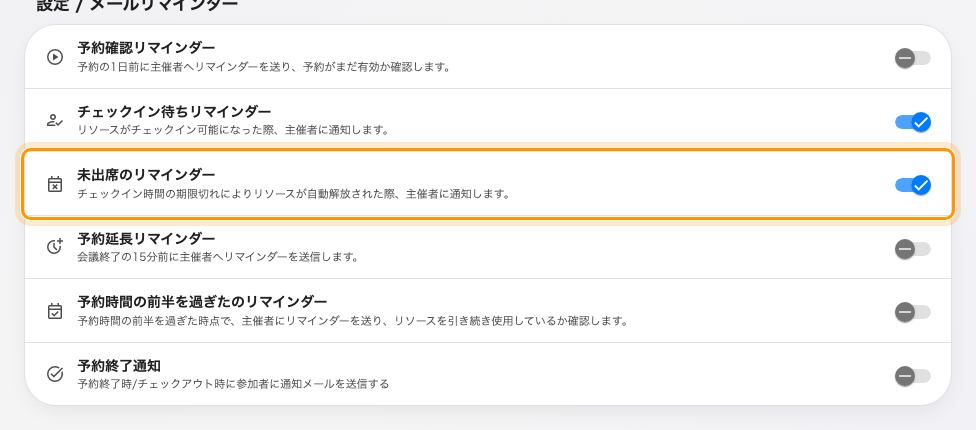 設定 / メールリマインダー
予約確認リマインダー
予約の1日前に主催者へリマインダーを送り、予約がまだ有効か確認します。
チェックイン待ちリマインダー
リソースがチェックイン可能になった際、主催者に通知します。
未出席のリマインダー
チェックイン時間の期限切れによりリソースが自動解放された際、主催者に通知します。
予約延長リマインダー
会議終了の15分前に主催者へリマインダーを送信します。
予約時間の前半を過ぎたのリマインダー
予約時間の前半を過ぎた時点で、主催者にリマインダーを送り、リソースを引き続き使用しているか確認します。
予約終了通知
予約終了時/チェックアウト時に参加者に通知メールを送信する